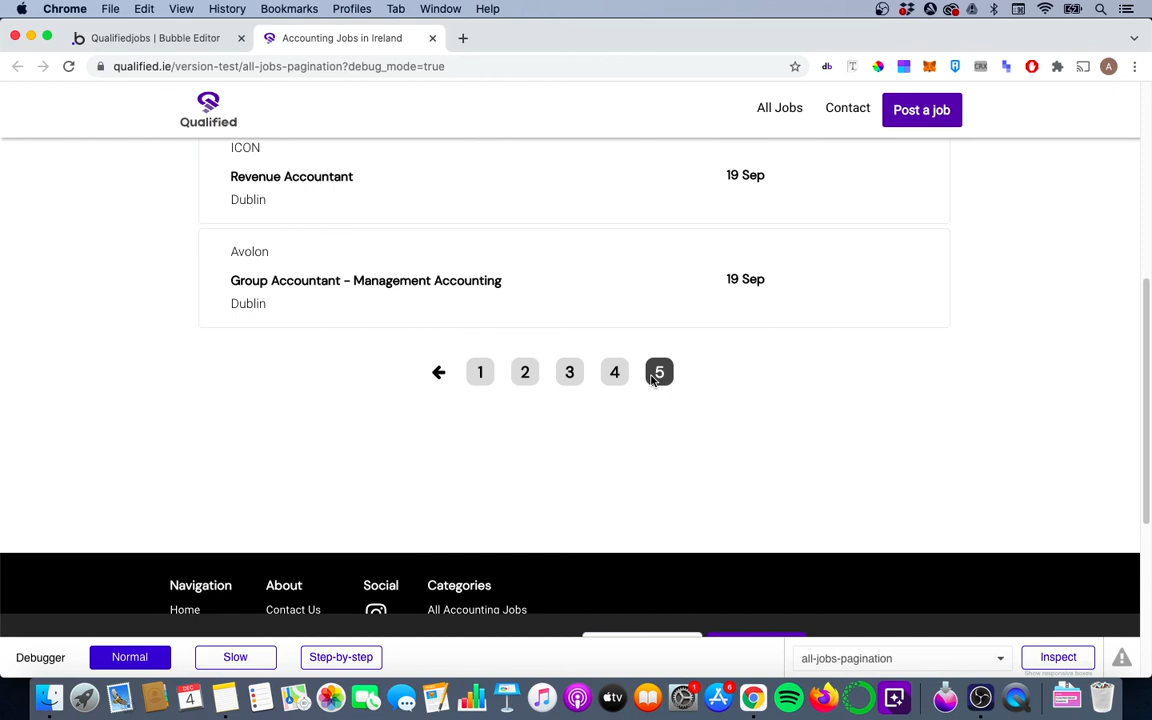 Chrome File Edit View History Bookmarks Profiles Tab Window Help
Qualifiedjobs | Bubble Editor
Accounting Jobs in Ireland
qualified.ie/version-test/all-jobs-pagination?debug_mode=true
Qualified
All Jobs Contact Post a job
ICON
Revenue Accountant 19 Sep
Dublin
Avolon
Group Accountant - Management Accounting 19 Sep
Dublin
1 2 3 4 5
Navigation About Social Categories
Home Contact Us All Accounting Jobs
Debugger Normal Slow Step-by-step all-jobs-pagination Inspect
Show responsive boxes